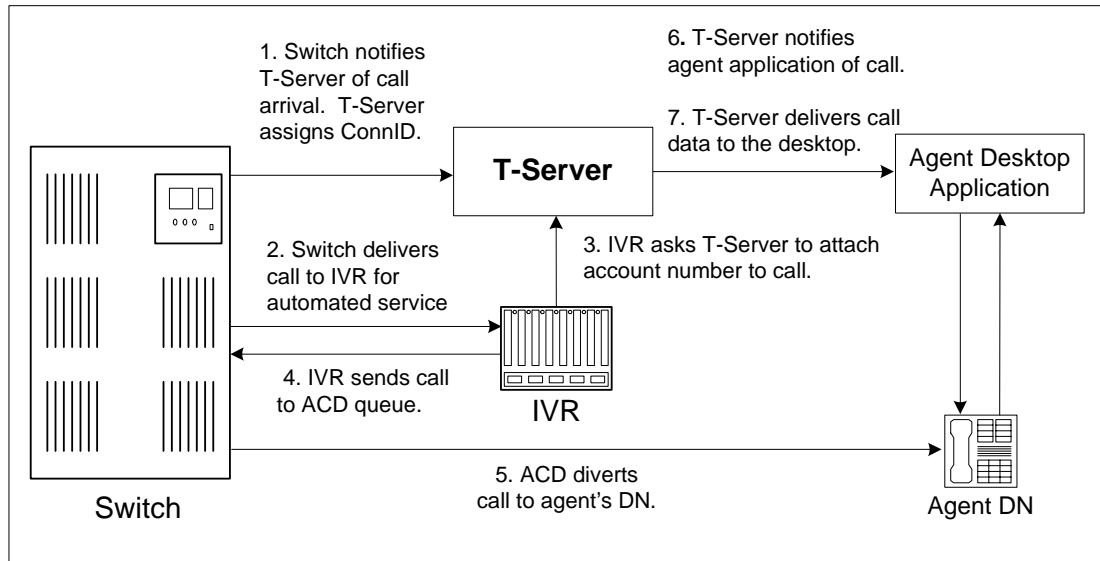 1. Switch notifies
T-Server of call
arrival. T-Server
assigns ConnID.
6. T-Server notifies
agent application of call.
7. T-Server delivers call
data to the desktop.
T-Server
Agent Desktop
Application
2. Switch delivers
call to IVR for
automated service
3. IVR asks T-Server to attach
account number to call.
4. IVR sends call
to ACD queue.
IVR
5. ACD diverts
call to agent's DN.
Switch
Agent DN